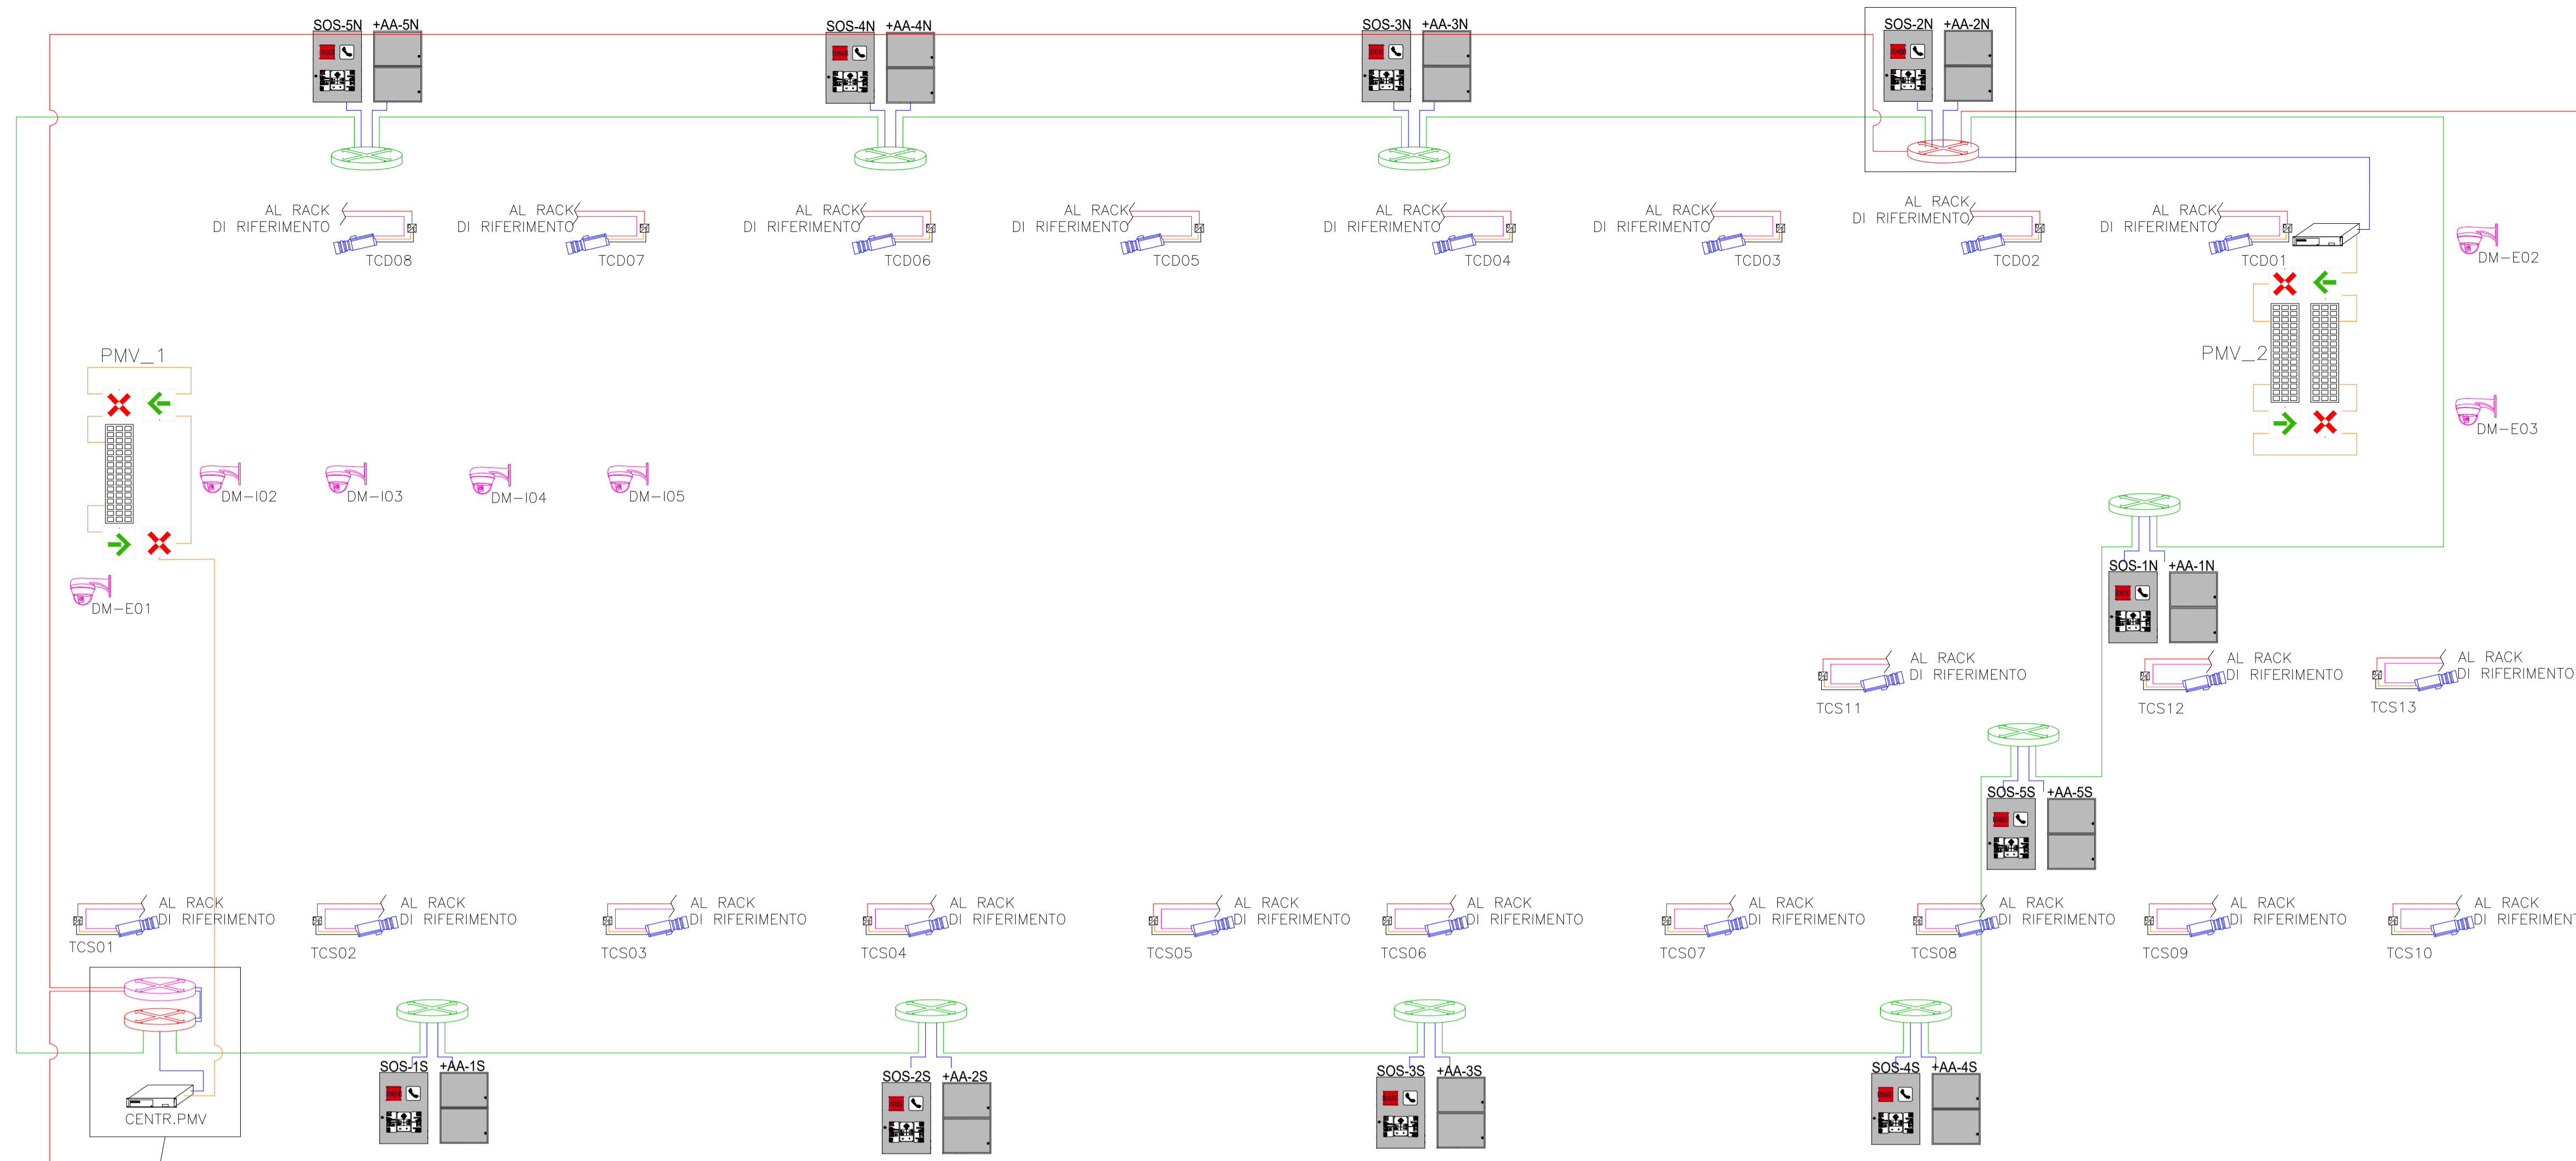 SOS-5N +AA-5N
SOS-4N +AA-4N
SOS-3N +AA-3N
SOS-2N +AA-2N
AL RACK
DI RIFERIMENTO
TCD08
AL RACK
DI RIFERIMENTO
TCD07
AL RACK
DI RIFERIMENTO
TCD06
AL RACK
DI RIFERIMENTO
TCD05
AL RACK
DI RIFERIMENTO
TCD04
AL RACK
DI RIFERIMENTO
TCD03
AL RACK
DI RIFERIMENTO
TCD02
AL RACK
DI RIFERIMENTO
TCD01
DM-E02
PMV_1
PMV_2
DM-E03
DM-I02
DM-I03
DM-I04
DM-I05
DM-E01
SOS-1N +AA-1N
AL RACK
DI RIFERIMENTO
TCS11
AL RACK
DI RIFERIMENTO
TCS12
AL RACK
DI RIFERIMENTO
TCS13
SOS-5S +AA-5S
AL RACK
DI RIFERIMENTO
TCS01
AL RACK
DI RIFERIMENTO
TCS02
AL RACK
DI RIFERIMENTO
TCS03
AL RACK
DI RIFERIMENTO
TCS04
AL RACK
DI RIFERIMENTO
TCS05
AL RACK
DI RIFERIMENTO
TCS06
AL RACK
DI RIFERIMENTO
TCS07
AL RACK
DI RIFERIMENTO
TCS08
AL RACK
DI RIFERIMENTO
TCS09
AL RACK
DI RIFERIMEN
TCS10
SOS-1S +AA-1S
SOS-2S +AA-2S
SOS-3S +AA-3S
SOS-4S +AA-4S
CENTR.PMV